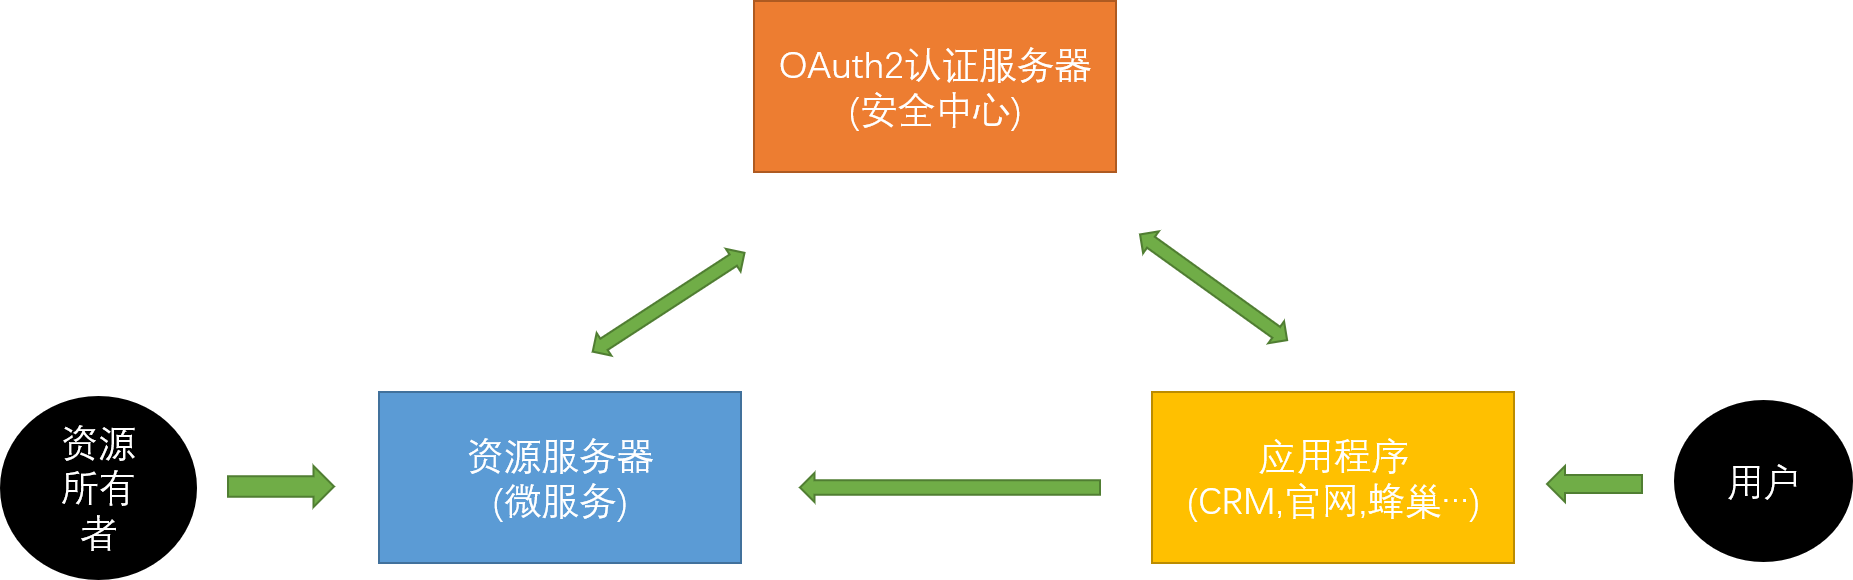 OAuth2认证服务器
(安全中心)
资源
所有
者
资源服务器
(微服务)
应用程序
(CRM,官网,蜂巢…)
用户